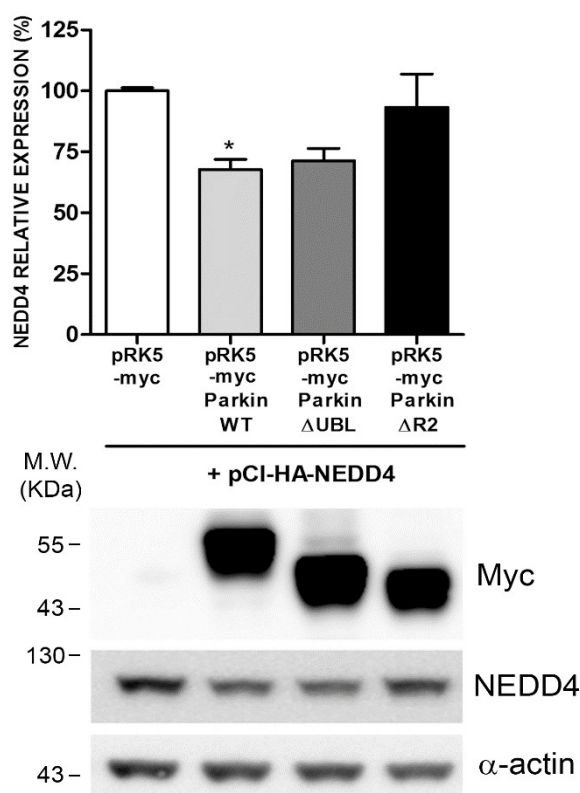 NEDD4 RELATIVE EXPRESSION (%)
125
100
75
50
25
0
*
pRK5
-myc
pRK5
-myc
Parkin
WT
pRK5
-myc
Parkin
ΔUBL
pRK5
-myc
Parkin
ΔR2
+ pCI-HA-NEDD4
M.W.
(KDa)
55
43
Myc
130
NEDD4
43
α-actin